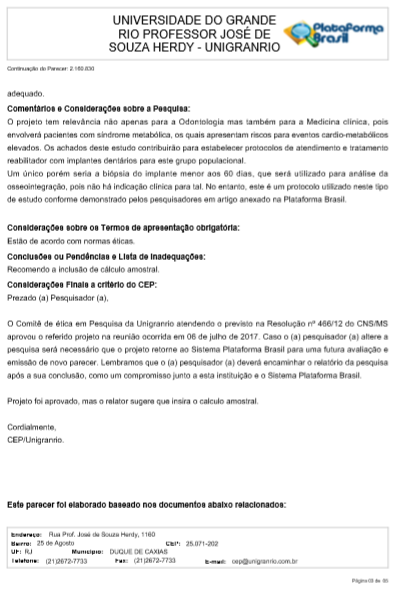 UNIVERSIDADE DO GRANDE
RIO PROFESSOR JOSÉ DE
SOUZA HERDY - UNIGRANRIO
Plataforma
Brasil
Continuação do Parecer: 2.160.830
adequado.
Comentários e Considerações sobre a Pesquisa:
O projeto tem relevância não apenas para a Odontologia mas também para a Medicina clínica, pois
envolverá pacientes com síndrome metabólica, os quais apresentam riscos para eventos cardio-metabólicos
elevados. Os achados deste estudo contribuirão para estabelecer protocolos de atendimento e tratamento
reabilitador com implantes dentários para este grupo populacional.
Um único porém seria a biópsia do implante menor aos 60 dias, que será utilizado para análise da
osseointegração, pois não há indicação clínica para tal. No entanto, este é um protocolo utilizado neste tipo
de estudo conforme demonstrado pelos pesquisadores em artigo anexado na Plataforma Brasil.
Considerações sobre os Termos de apresentação obrigatória:
Estão de acordo com normas éticas.
Conclusões ou Pendências e Lista de Inadequações:
Recomendo a inclusão de cálculo amostral.
Considerações Finais a critério do CEP:
Prezado (a) Pesquisador (a),
O Comitê de ética em Pesquisa da Unigranrio atendendo o previsto na Resolução nº 466/12 do CNS/MS
aprovou o referido projeto na reunião ocorrida em 06 de julho de 2017. Caso o (a) pesquisador (a) altere a
pesquisa será necessário que o projeto retorne ao Sistema Plataforma Brasil para uma futura avaliação e
emissão de novo parecer. Lembramos que o (a) pesquisador (a) deverá encaminhar o relatório da pesquisa
após a sua conclusão, como um compromisso junto a esta instituição e o Sistema Plataforma Brasil.
Projeto foi aprovado, mas o relator sugere que insira o calculo amostral.
Cordialmente,
CEP/Unigranrio.
Este parecer foi elaborado baseado nos documentos abaixo relacionados:
Endereço: Rua Prof. José de Souza Herdy, 1160
Bairro: 25 de Agosto CEP: 25.071-202
UF: RJ Município: DUQUE DE CAXIAS
Telefone: (21)2672-7733 Fax: (21)2672-7733 E-mail: cep@unigranrio.com.br
Página 03 de